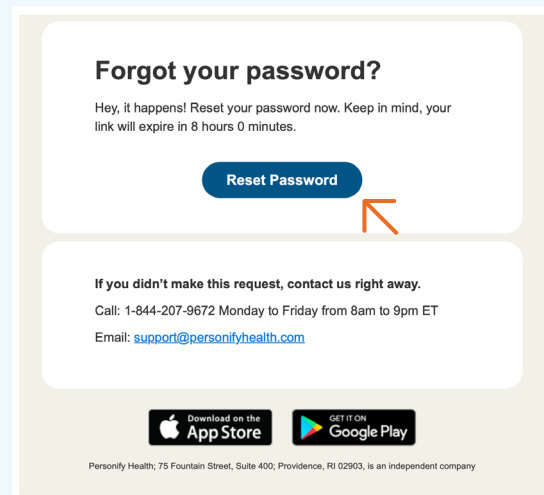 Forgot your password?
Hey, it happens! Reset your password now. Keep in mind, your
link will expire in 8 hours 0 minutes.
Reset Password
If you didn’t make this request, contact us right away.
Call: 1-844-207-9672 Monday to Friday from 8am to 9pm ET
Email: support@personifyhealth.com
Download on the
App Store
GET IT ON
Google Play
Personify Health; 75 Fountain Street, Suite 400; Providence, RI 02903, is an independent company